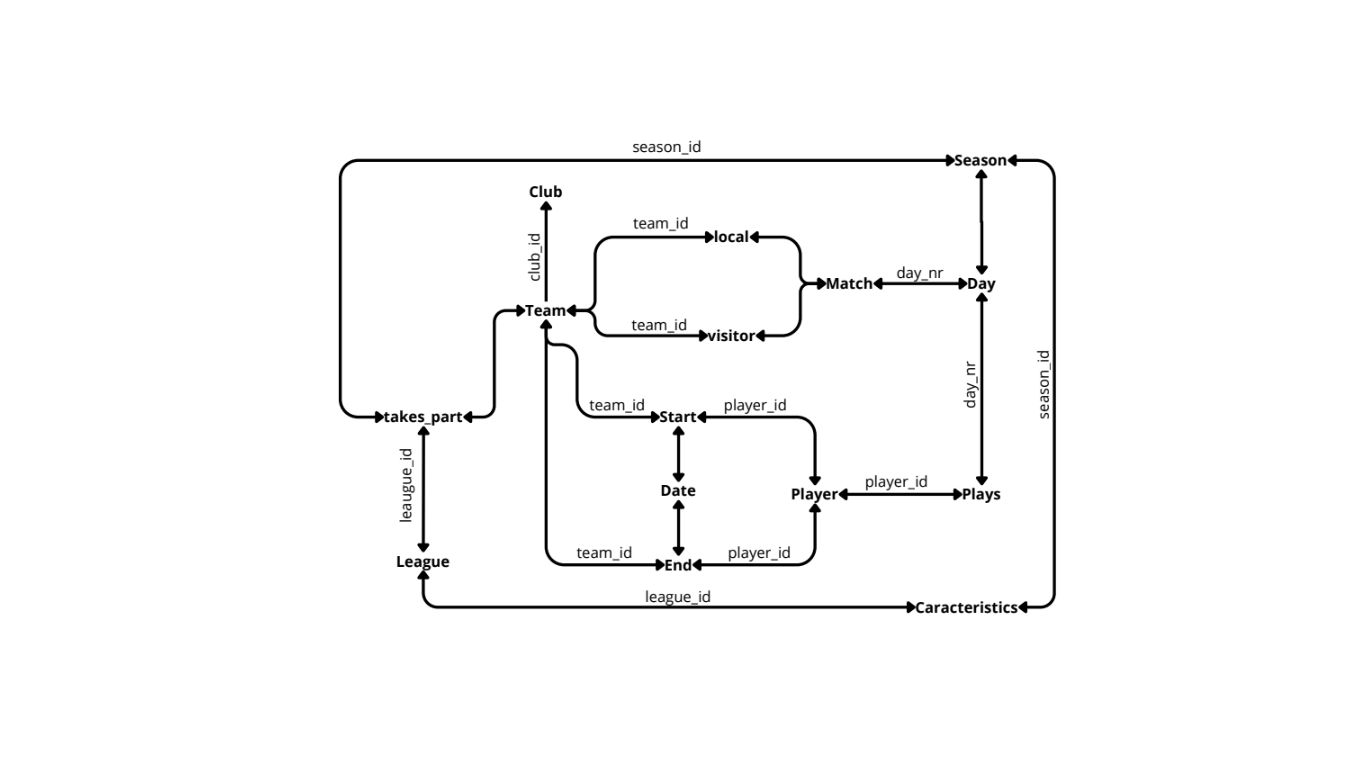 season_id
Season
Club
team_id
local
club_id
day_nr
Match
Day
Team
team_id
visitor
season_id
day_nr
team_id
player_id
takes_part
Start
leaugue_id
player_id
Date
Player
Plays
team_id
player_id
League
End
league_id
Caracteristics